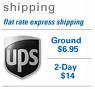 shipping
flat rate express shipping
ups
Ground
$6.95
2-Day
$14